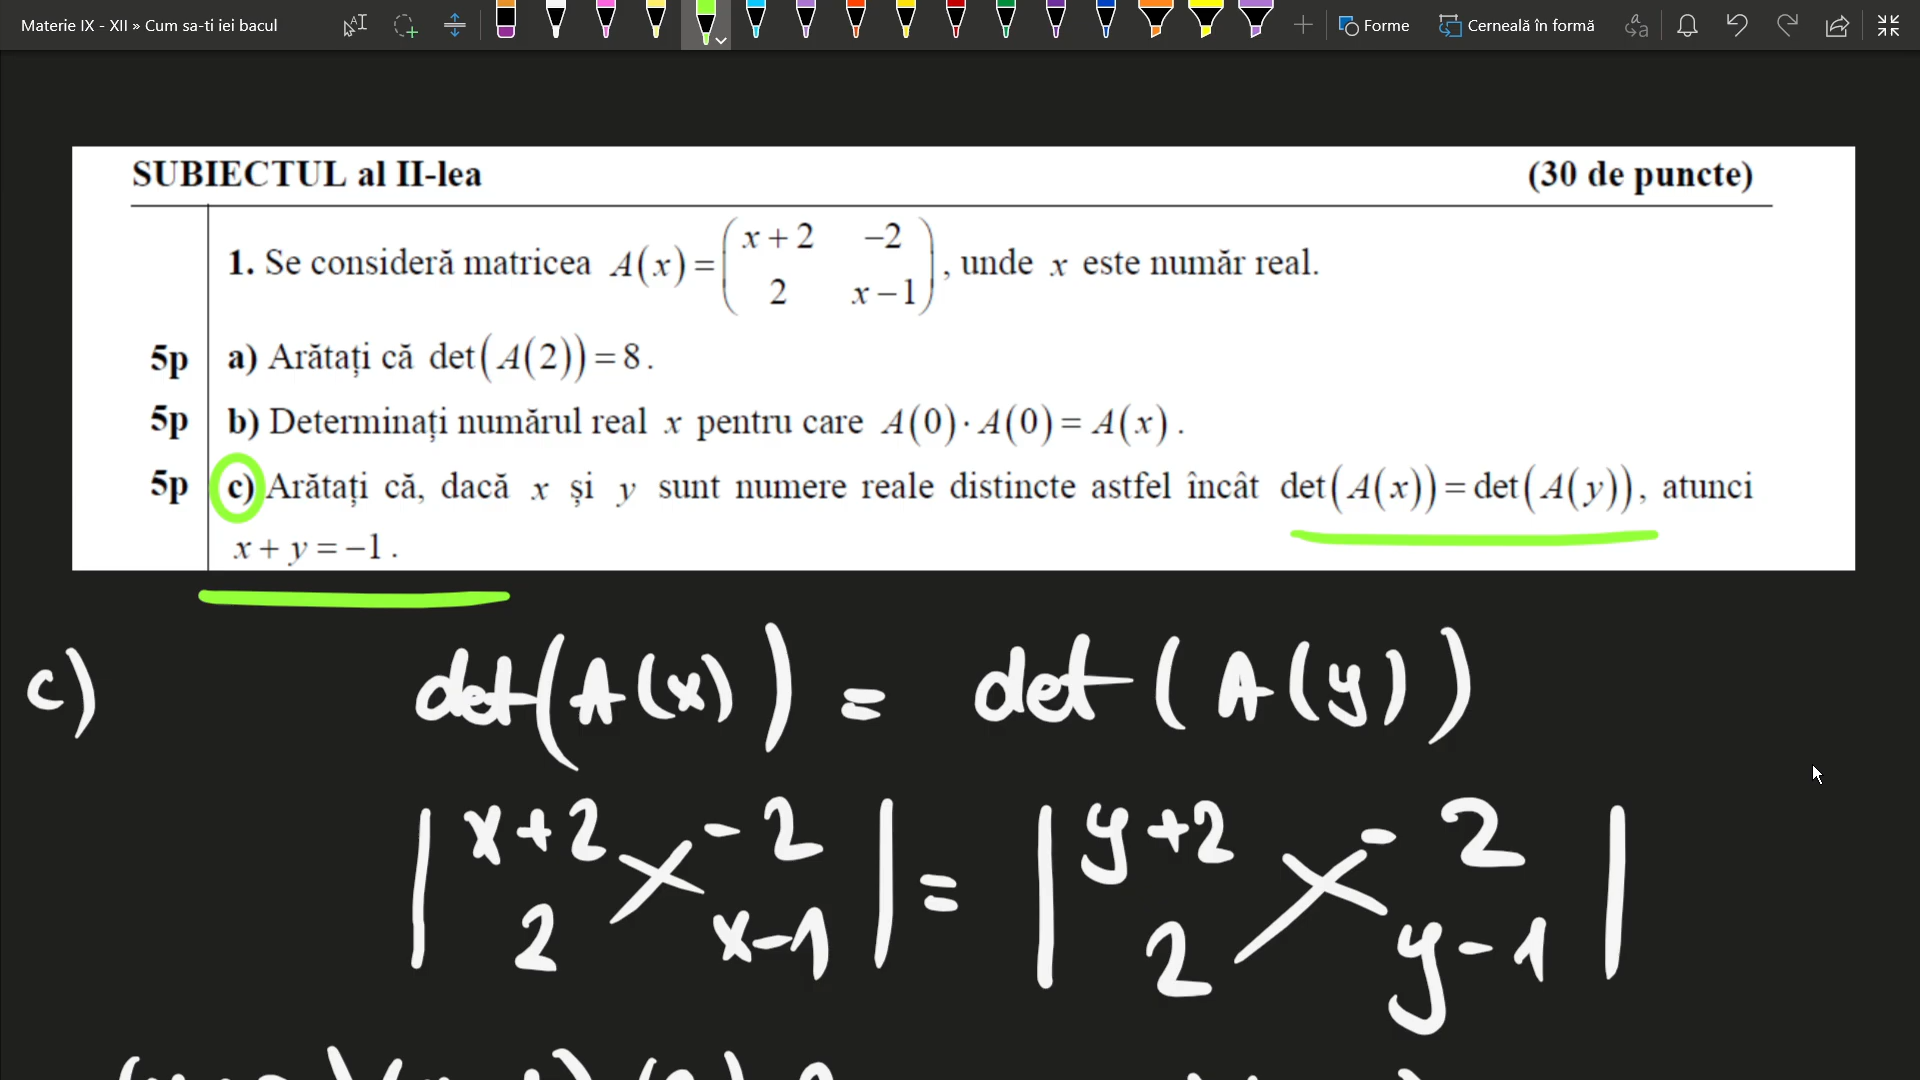 Materie IX - XII » Cum sa-ti iei bacul
Forme
Cerneală în formă
SUBIECTUL al II-lea (30 de puncte)
1. Se consideră matricea A(x) = (x+2 -2
2 x-1), unde x este număr real.
5p a) Arătați că det(A(2)) = 8.
5p b) Determinați numărul real x pentru care A(0)·A(0) = A(x).
5p c) Arătați că, dacă x și y sunt numere reale distincte astfel încât det(A(x)) = det(A(y)), atunci
x + y = −1.
c) det(A(x)) = det(A(y))
|x+2 -2| = |y+2 -2|
|2 x-1| |2 y-1|